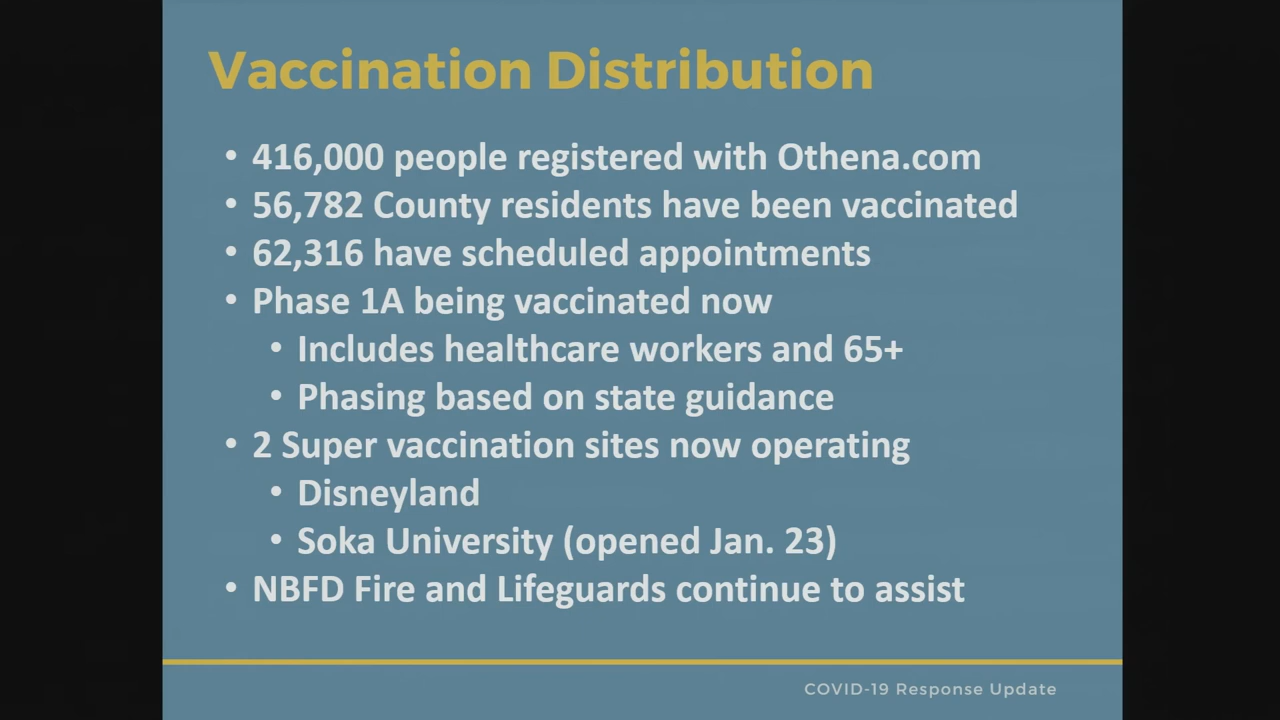 Vaccination Distribution
• 416,000 people registered with Othena.com
• 56,782 County residents have been vaccinated
• 62,316 have scheduled appointments
• Phase 1A being vaccinated now
• Includes healthcare workers and 65+
• Phasing based on state guidance
• 2 Super vaccination sites now operating
• Disneyland
• Soka University (opened Jan. 23)
• NBFD Fire and Lifeguards continue to assist
COVID-19 Response Update